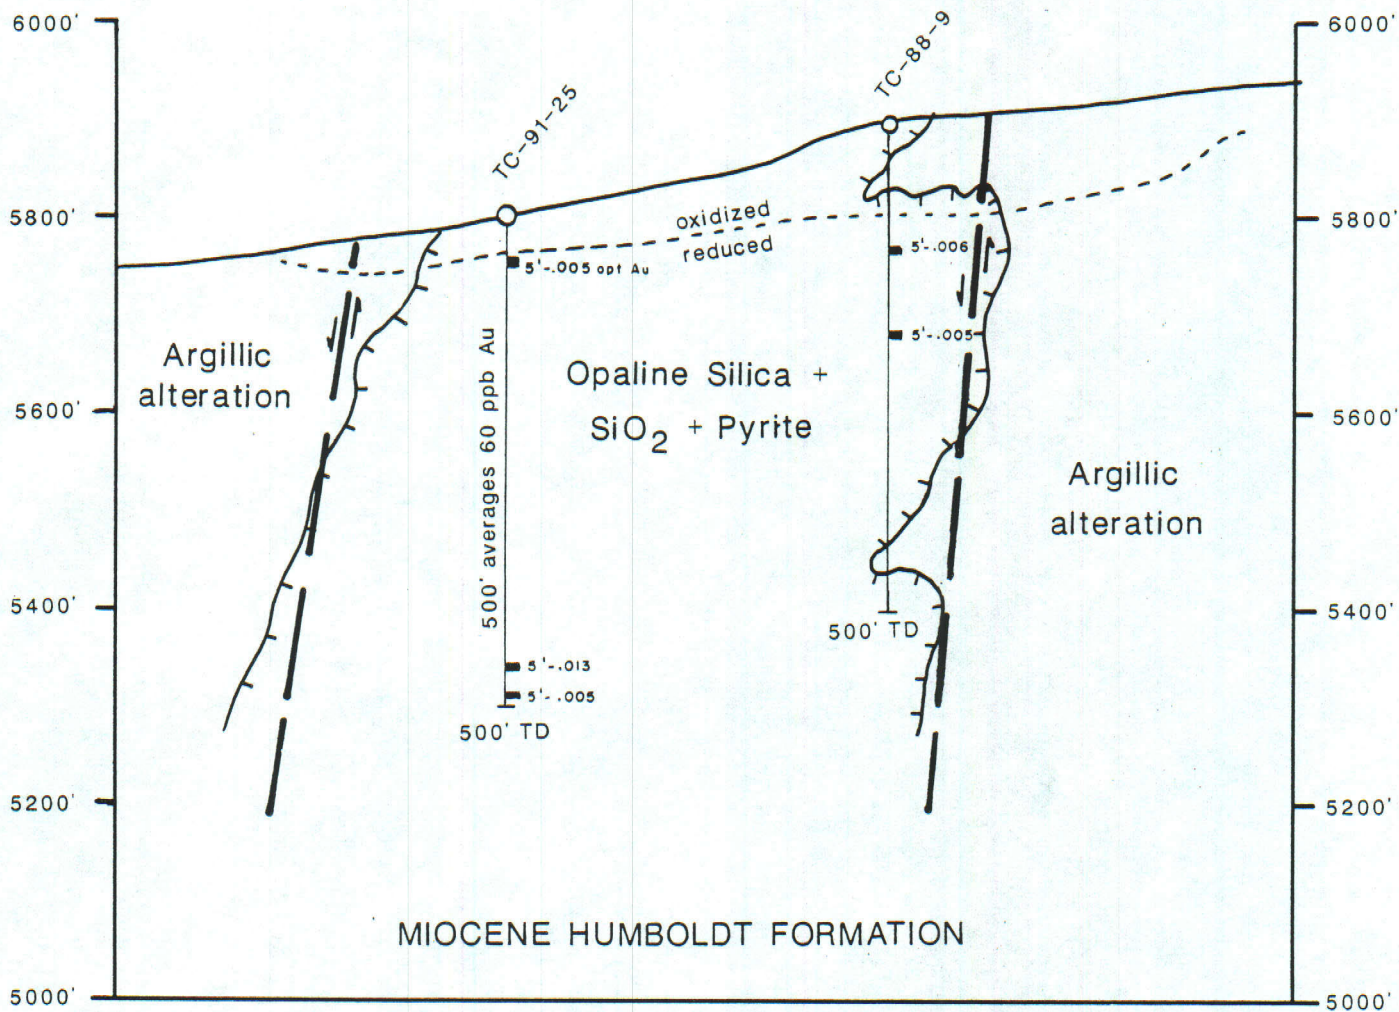 6000'
6000'
TC-88-9
TC-91-25
5800'
5800'
oxidized
reduced
5'-.005 opt Au
5'-.006
5'-.005
500' averages 60 ppb Au
Argillic
alteration
Opaline Silica +
SiO2 + Pyrite
5600'
5600'
Argillic
alteration
5400'
5400'
500' TD
5'-.013
5'-.005
500' TD
5200'
5200'
MIOCENE HUMBOLDT FORMATION
5000'
5000'